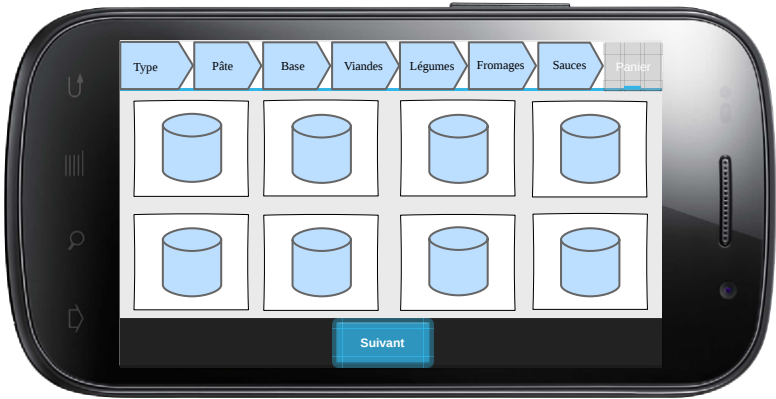 Type
Pâte
Base
Viandes
Légumes
Fromages
Sauces
Panier
Suivant